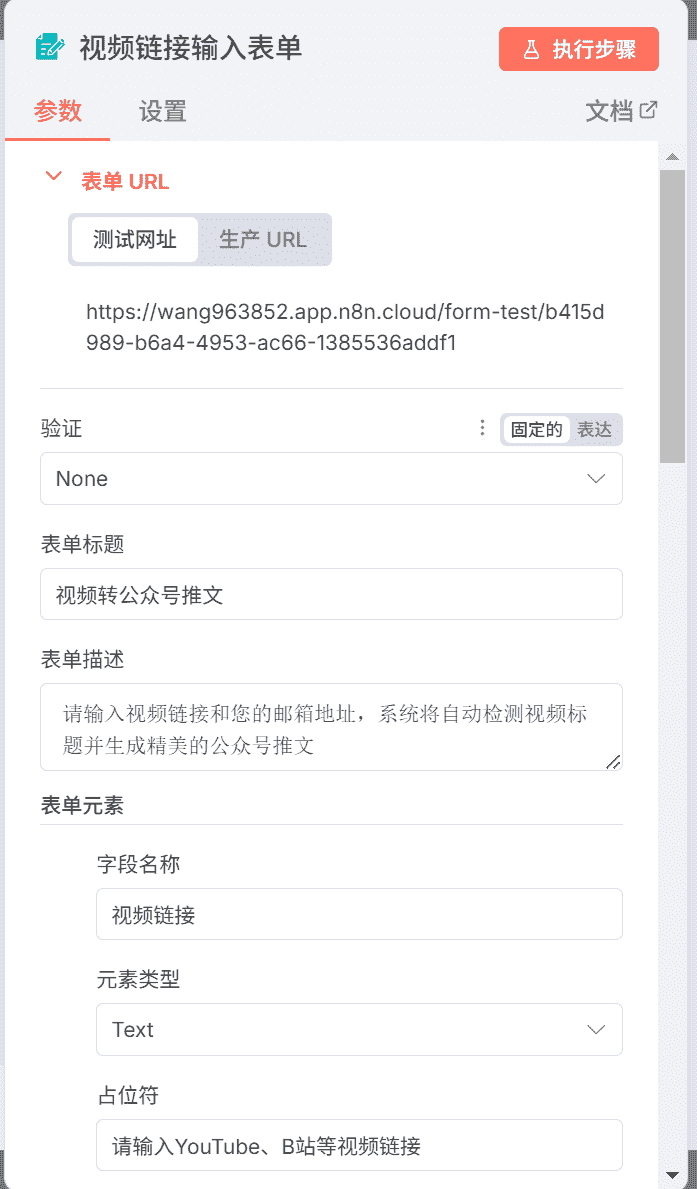 视频链接输入表单
执行步骤
参数
设置
文档
表单 URL
测试网址
生产 URL
https://wang963852.app.n8n.cloud/form-test/b415d
989-b6a4-4953-ac66-1385536addf1
验证
固定的
表达
None
表单标题
视频转公众号推文
表单描述
请输入视频链接和您的邮箱地址，系统将自动检测视频标
题并生成精美的公众号推文
表单元素
字段名称
视频链接
元素类型
Text
占位符
请输入YouTube、B站等视频链接